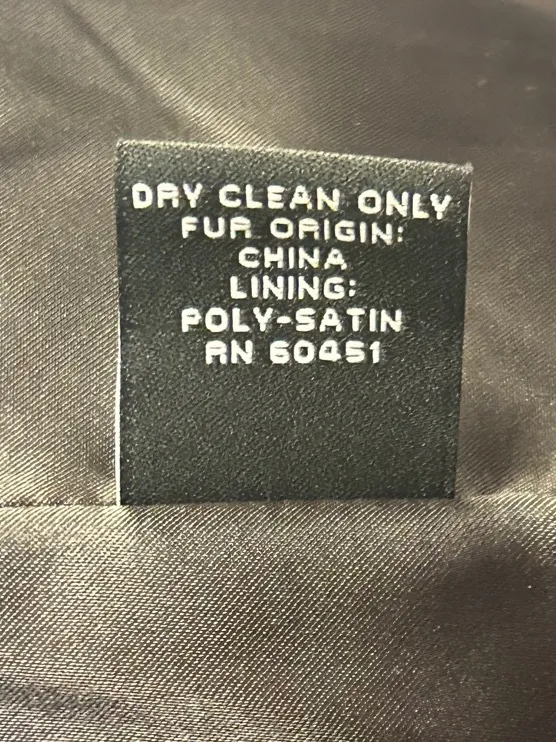 DRY CLEAN ONLY
FUR ORIGIN:
CHINA
LINING:
POLY-SATIN
RN 60451